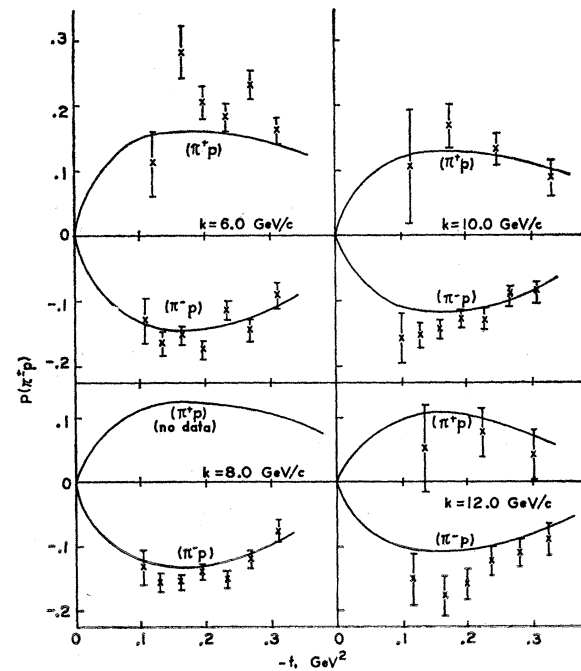 .3
.2
.1
0
-.1
-.2
0.1
0
-.1
-.2
P(π±p)
(π+p)
k=6.0 GeV/c
(π-p)
(π+p)
k=10.0 GeV/c
(π-p)
(π+p)
(no data)
k=8.0 GeV/c
(π-p)
(π+p)
k=12.0 GeV/c
(π-p)
0 .1 .2 .3 0 .1 .2 .3
-t, GeV²